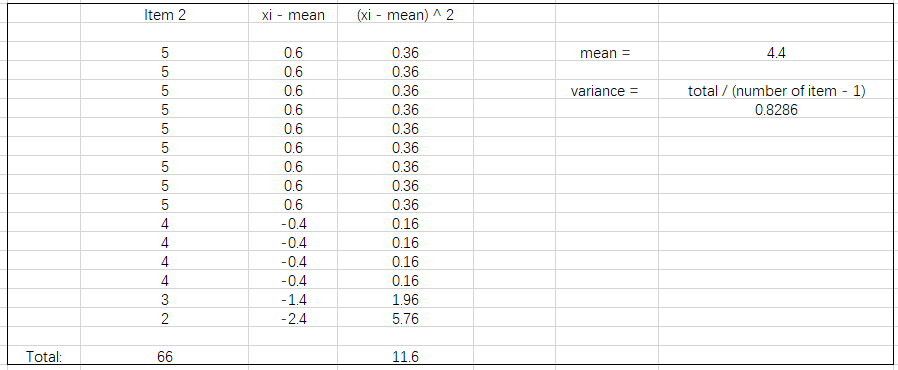 Item 2 xi - mean (xi - mean) ^ 2
5 0.6 0.36 mean = 4.4
5 0.6 0.36
5 0.6 0.36 variance = total / (number of item - 1)
5 0.6 0.36 0.8286
5 0.6 0.36
5 0.6 0.36
5 0.6 0.36
5 0.6 0.36
5 0.6 0.36
4 -0.4 0.16
4 -0.4 0.16
4 -0.4 0.16
4 -0.4 0.16
3 -1.4 1.96
2 -2.4 5.76
Total: 66 11.6